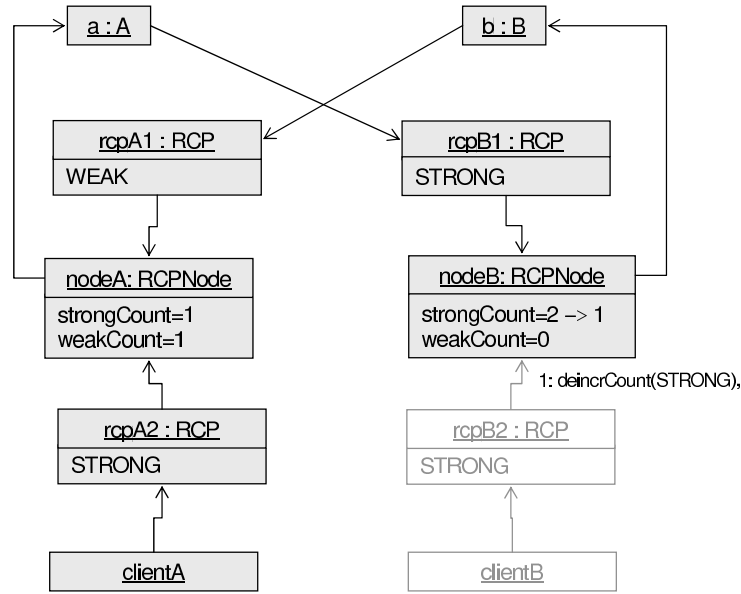 a : A
b : B
rcpA1 : RCP
WEAK
rcpB1 : RCP
STRONG
nodeA: RCPNode
strongCount=1
weakCount=1
nodeB: RCPNode
strongCount=2 -> 1
weakCount=0
1: deincrCount(STRONG),
rcpA2 : RCP
STRONG
rcpB2 : RCP
STRONG
clientA
clientB